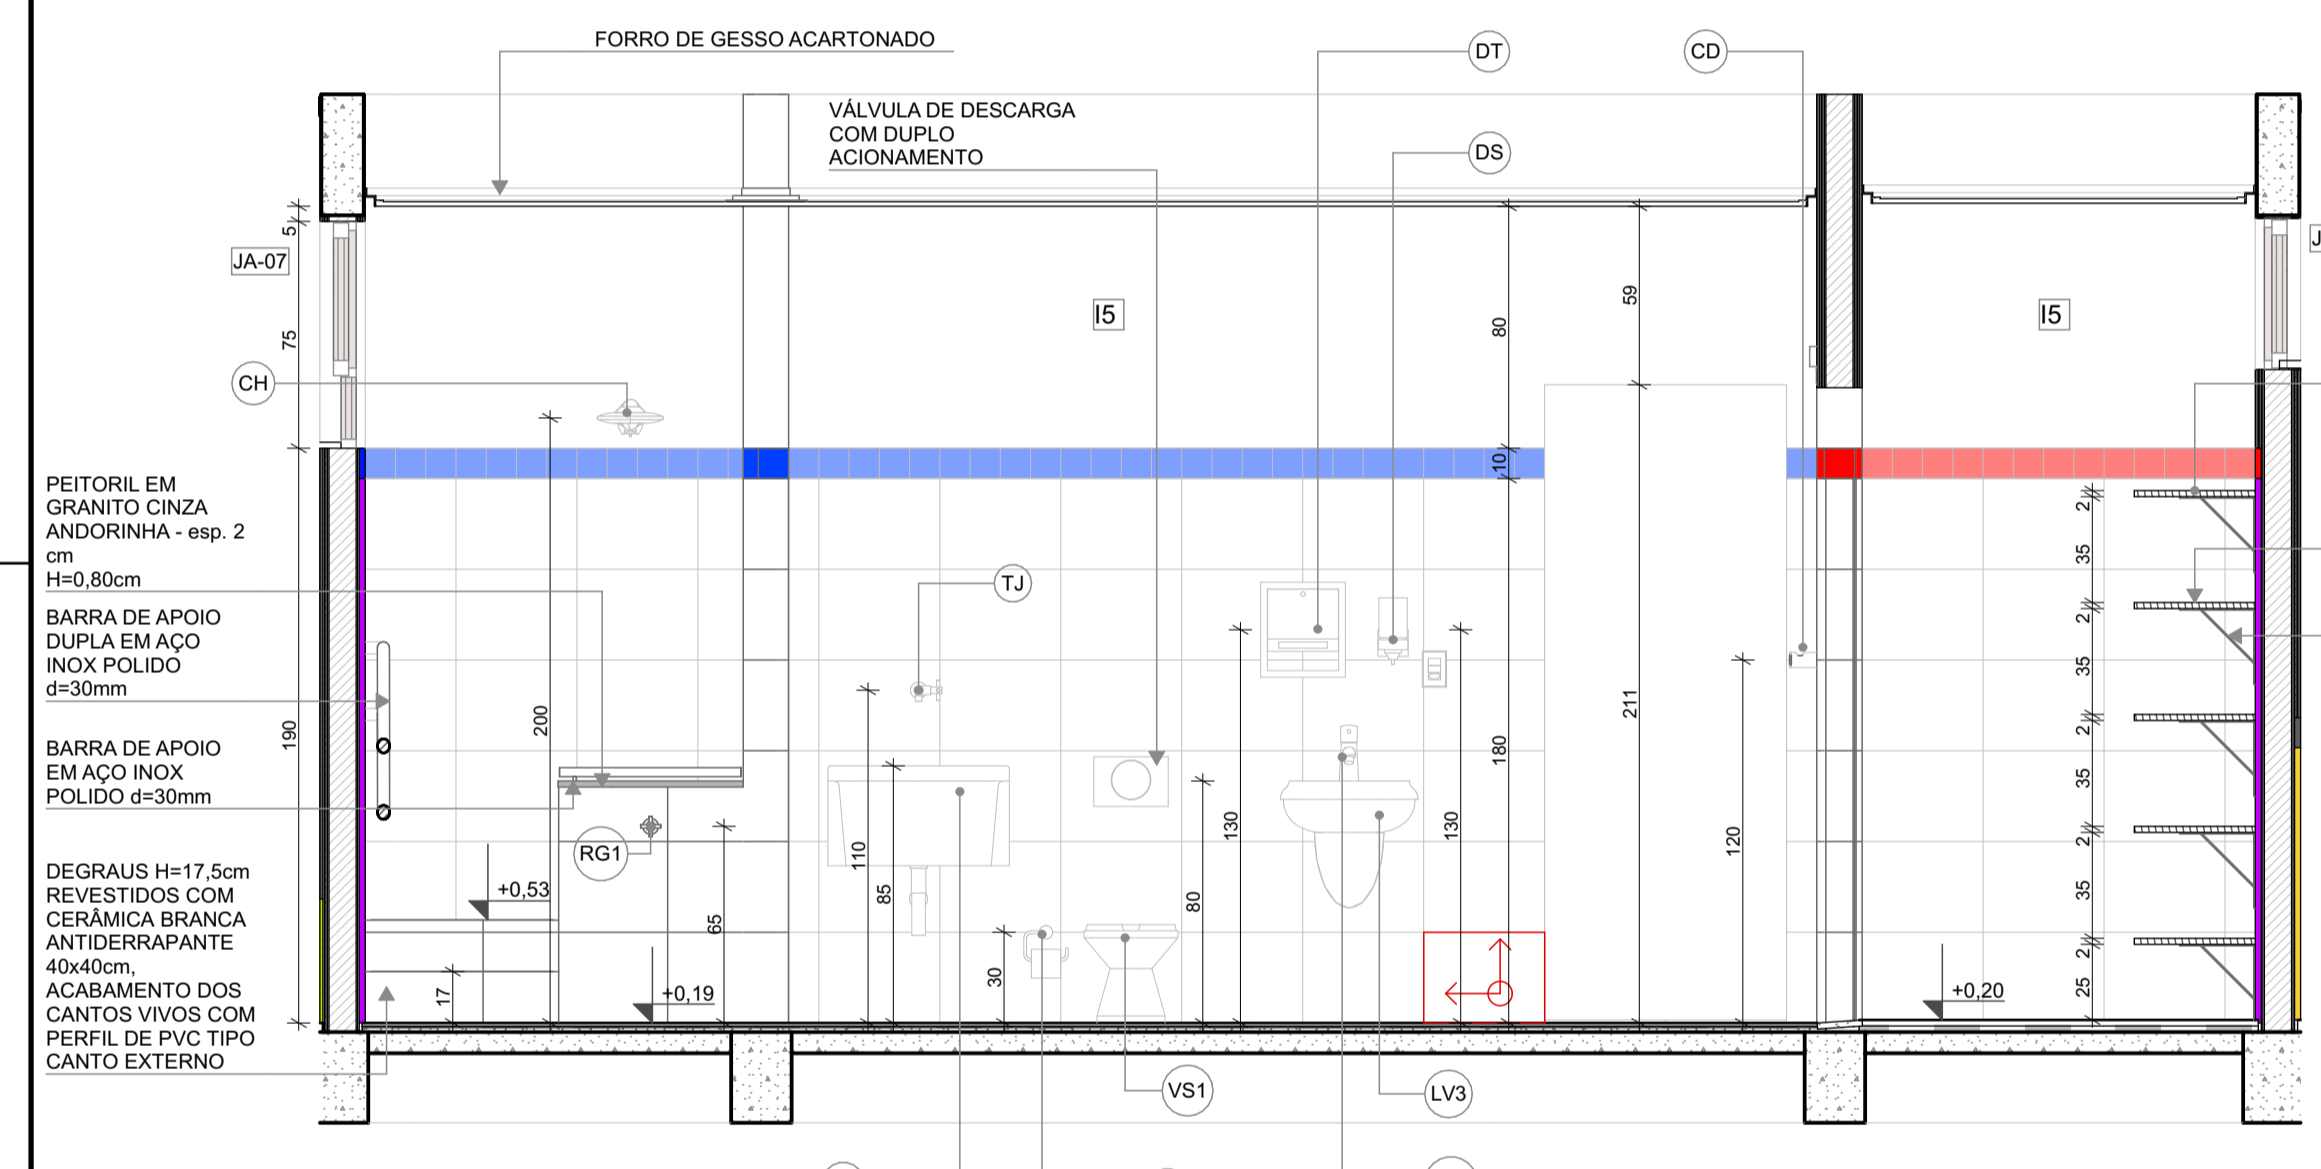 FORRO DE GESSO ACARTONADO
DT
CD
VÁLVULA DE DESCARGA
COM DUPLO
ACIONAMENTO
DS
5
JA-07
J
I5
I5
59
80
75
CH
10
PEITORIL EM
GRANITO CINZA
ANDORINHA - esp. 2
cm
H=0,80cm
BARRA DE APOIO
DUPLA EM AÇO
INOX POLIDO
d=30mm
BARRA DE APOIO
EM AÇO INOX
POLIDO d=30mm
DEGRAUS H=17,5cm
REVESTIDOS COM
CERÂMICA BRANCA
ANTIDERRAPANTE
40x40cm,
ACABAMENTO DOS
CANTOS VIVOS COM
PERFIL DE PVC TIPO
CANTO EXTERNO
190
200
TJ
RG1
+0,53
17
+0,19
65
110
85
30
80
130
130
180
211
120
2
35
2
35
2
35
2
35
2
25
+0,20
VS1
LV3